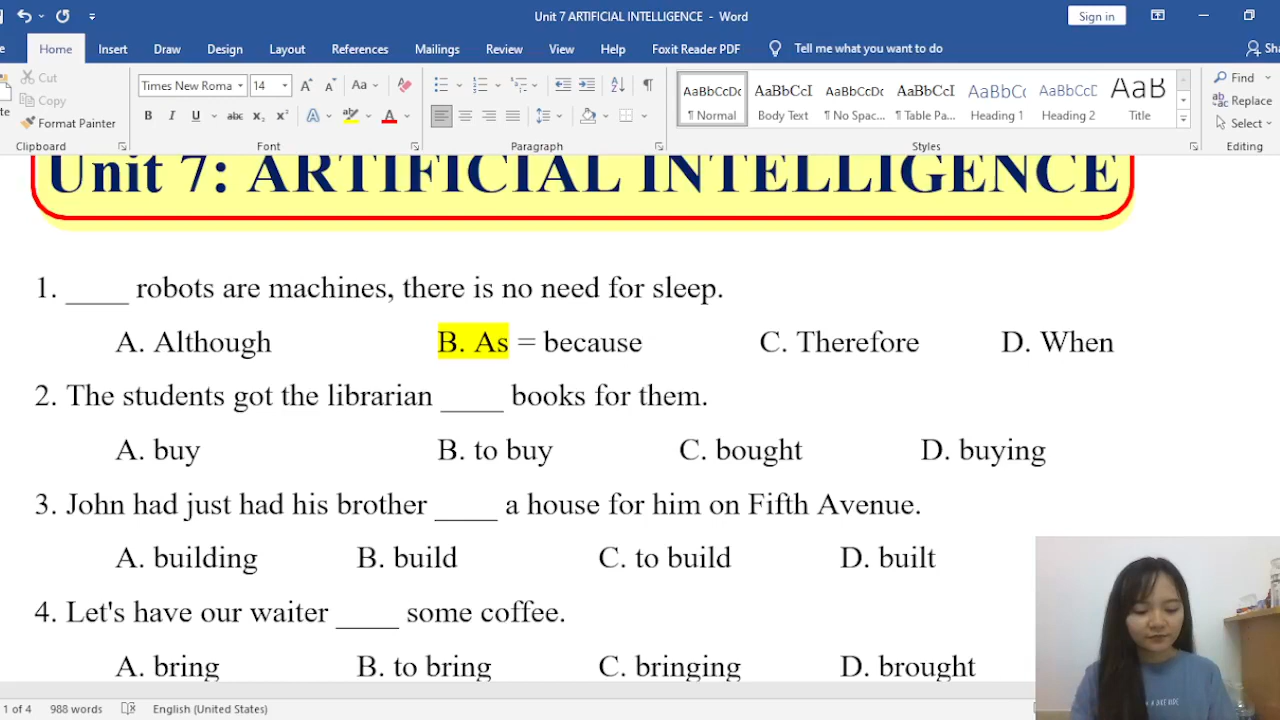 Unit 7 ARTIFICIAL INTELLIGENCE - Word
Sign in
Home Insert Draw Design Layout References Mailings Review View Help Foxit Reader PDF Tell me what you want to do
Cut
Copy
Format Painter
Clipboard
Times New Roma 14
Font
Paragraph
AaBbCcDc AaBbCcI AaBbCcDc AaBbCcI AaBbCc AaBbCcD AaB
¶ Normal Body Text ¶ No Spac... ¶ Table Pa... Heading 1 Heading 2 Title
Styles
Find
Replace
Select
Editing
Unit 7: ARTIFICIAL INTELLIGENCE
1. ____ robots are machines, there is no need for sleep.
A. Although B. As = because C. Therefore D. When
2. The students got the librarian ____ books for them.
A. buy B. to buy C. bought D. buying
3. John had just had his brother ____ a house for him on Fifth Avenue.
A. building B. build C. to build D. built
4. Let's have our waiter ____ some coffee.
A. bring B. to bring C. bringing D. brought
1 of 4 988 words English (United States)